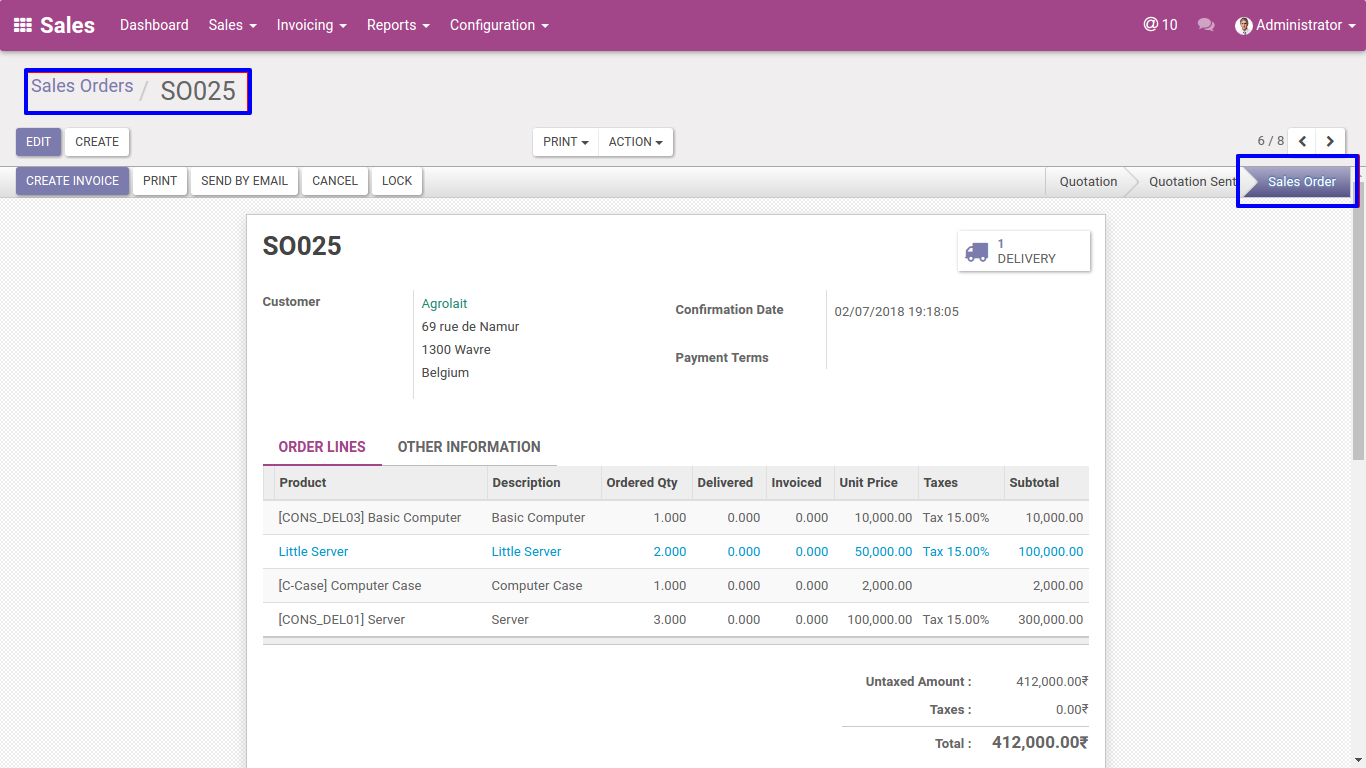 Sales Dashboard Sales Invoicing Reports Configuration @ 10 Administrator
Sales Orders / SO025
EDIT CREATE PRINT ACTION 6 / 8
CREATE INVOICE PRINT SEND BY EMAIL CANCEL LOCK Quotation Quotation Sent Sales Order
SO025
1
DELIVERY
Customer
Agrolait
69 rue de Namur
1300 Wavre
Belgium
Confirmation Date 02/07/2018 19:18:05
Payment Terms
ORDER LINES OTHER INFORMATION
Product Description Ordered Qty Delivered Invoiced Unit Price Taxes Subtotal
[CONS_DEL03] Basic Computer Basic Computer 1.000 0.000 0.000 10,000.00 Tax 15.00% 10,000.00
Little Server Little Server 2.000 0.000 0.000 50,000.00 Tax 15.00% 100,000.00
[C-Case] Computer Case Computer Case 1.000 0.000 0.000 2,000.00 2,000.00
[CONS_DEL01] Server Server 3.000 0.000 0.000 100,000.00 Tax 15.00% 300,000.00
Untaxed Amount : 412,000.00₹
Taxes : 0.00₹
Total : 412,000.00₹